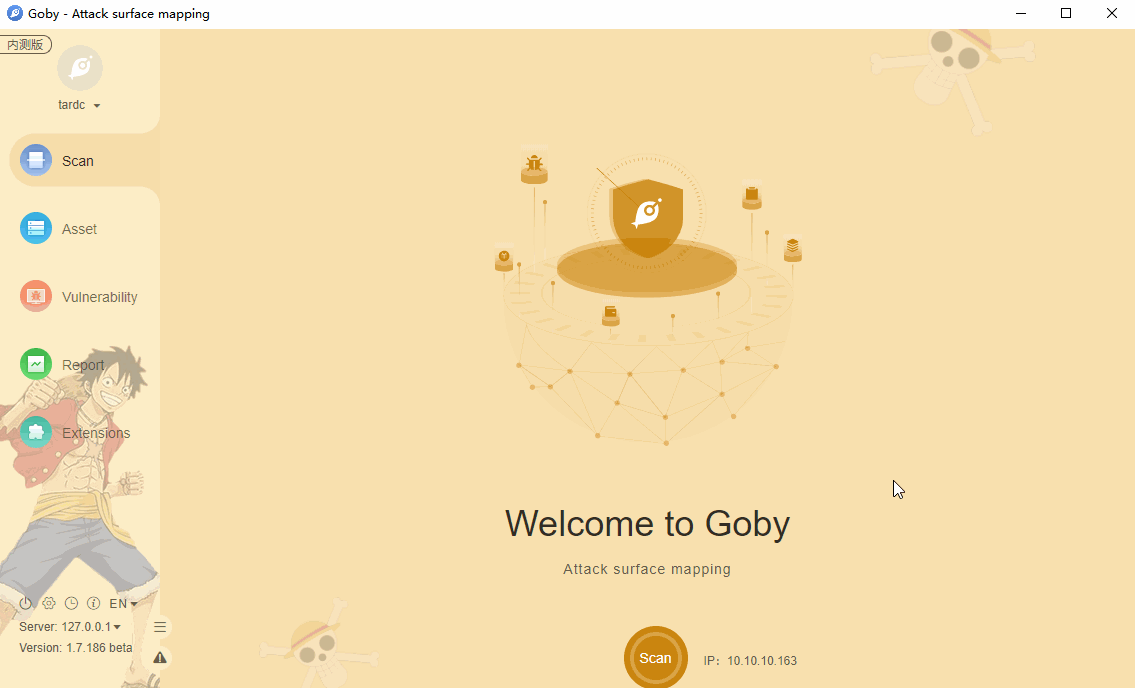 Goby - Attack surface mapping
内测版
tardc
Scan
Asset
Vulnerability
Report
Extensions
Welcome to Goby
Attack surface mapping
Scan
IP: 10.10.10.163
EN
Server: 127.0.0.1
Version: 1.7.186 beta